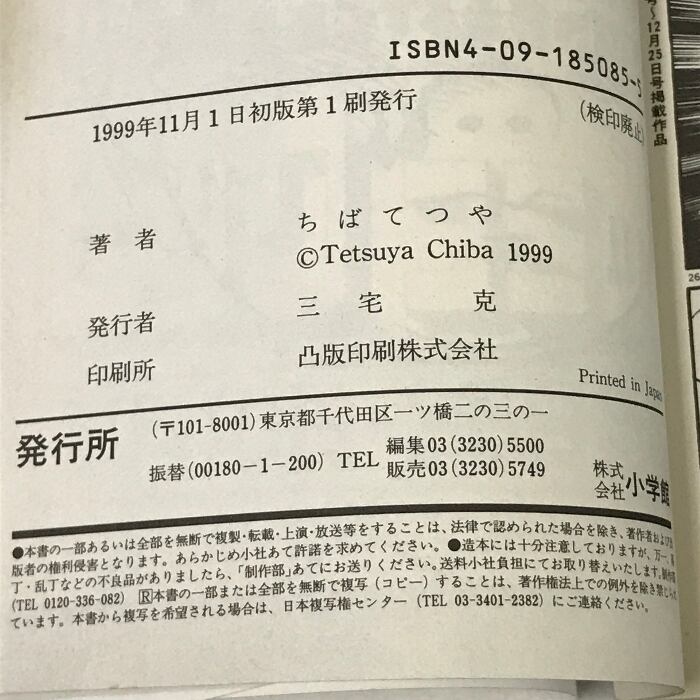 ISBN4-09-185085-5
号～12月25日号掲載作品
1999年11月1日初版第1刷発行
(検印廃止)
著者 ちばてつや
©Tetsuya Chiba 1999
発行者 三宅克
印刷所 凸版印刷株式会社
Printed in Japan
発行所
(〒101-8001)東京都千代田区一ツ橋二の三の一
振替(00180-1-200) TEL 編集03(3230)5500
販売03(3230)5749
株式会社 小学館
●本書の一部あるいは全部を無断で複製・転載・上演・放送等をすることは、法律で認められた場合を除き、著作者および
版者の権利侵害となります。あらかじめ小社あて許諾を求めてください。●造本には十分注意しておりますが、万一、
丁・乱丁などの不良品がありましたら、「制作部」あてにお送りください。送料小社負担にてお取り替えいたします。
(TEL 0120-336-082) Ⓡ本書の一部または全部を無断で複写(コピー)することは、著作権法上での例外を除き禁じら
ています。本書から複写を希望される場合は、日本複写権センター(TEL 03-3401-2382)にご連絡ください。
26